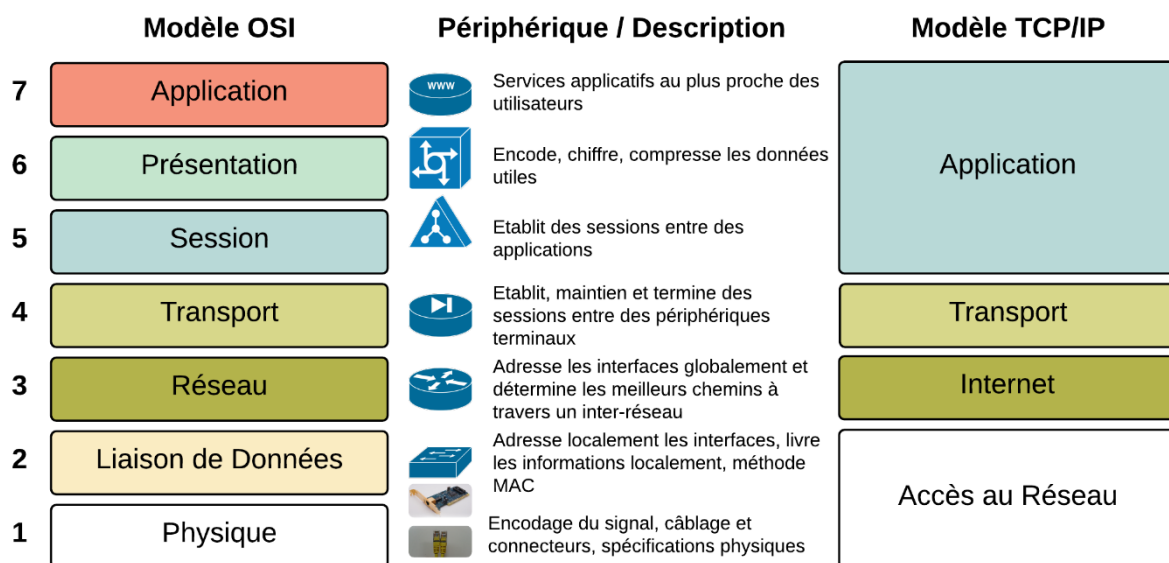 Modèle OSI
Périphérique / Description
Modèle TCP/IP
7
Application
www
Services applicatifs au plus proche des
utilisateurs
6
Présentation
Encode, chiffre, compresse les données
utiles
Application
5
Session
Etablit des sessions entre des
applications
4
Transport
Etablit, maintien et termine des
sessions entre des périphériques
terminaux
Transport
3
Réseau
Adresse les interfaces globalement et
détermine les meilleurs chemins à
travers un inter-réseau
Internet
2
Liaison de Données
Adresse localement les interfaces, livre
les informations localement, méthode
MAC
Accès au Réseau
1
Physique
Encodage du signal, câblage et
connecteurs, spécifications physiques